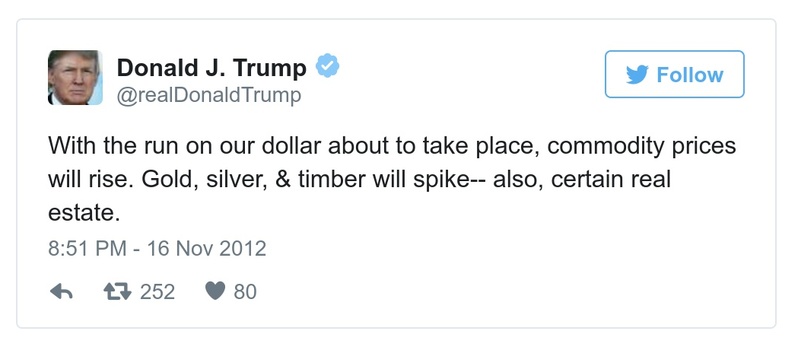 Donald J. Trump
@realDonaldTrump
Follow
With the run on our dollar about to take place, commodity prices
will rise. Gold, silver, & timber will spike-- also, certain real
estate.
8:51 PM - 16 Nov 2012
252 80